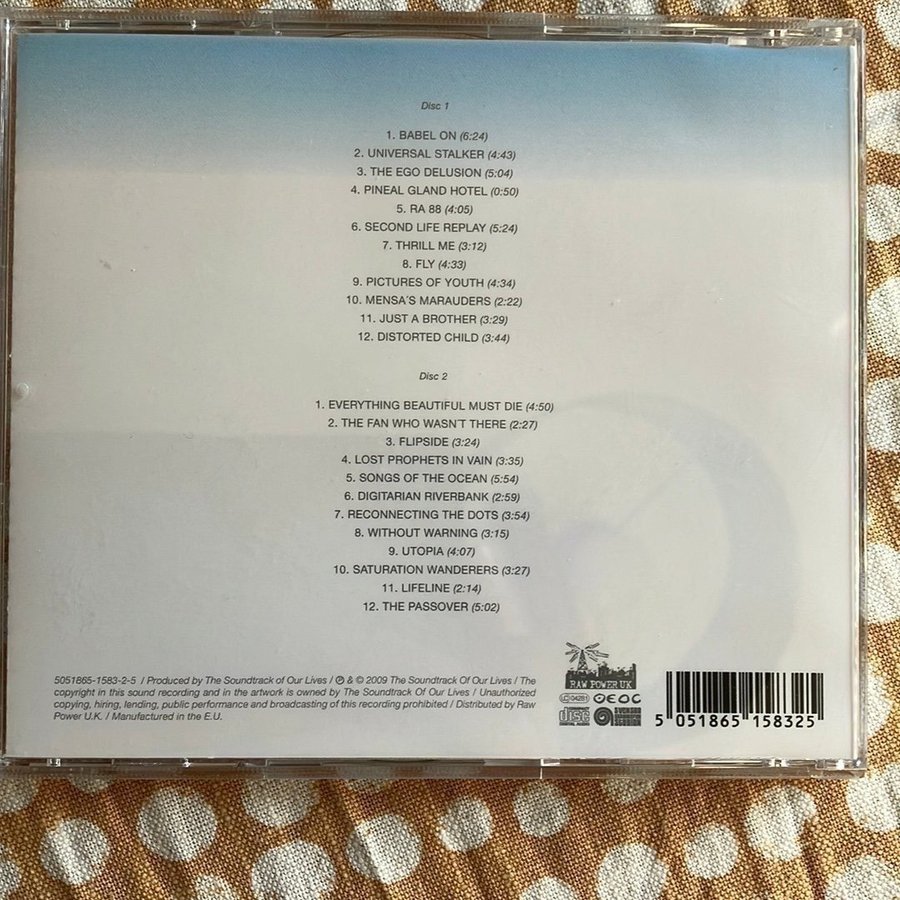 Disc 1
1. BABEL ON (6:24)
2. UNIVERSAL STALKER (4:43)
3. THE EGO DELUSION (5:04)
4. PINEAL GLAND HOTEL (0:50)
5. RA 88 (4:05)
6. SECOND LIFE REPLAY (5:24)
7. THRILL ME (3:12)
8. FLY (4:33)
9. PICTURES OF YOUTH (4:34)
10. MENSA´S MARAUDERS (2:22)
11. JUST A BROTHER (3:29)
12. DISTORTED CHILD (3:44)
Disc 2
1. EVERYTHING BEAUTIFUL MUST DIE (4:50)
2. THE FAN WHO WASN´T THERE (2:27)
3. FLIPSIDE (3:24)
4. LOST PROPHETS IN VAIN (3:35)
5. SONGS OF THE OCEAN (5:54)
6. DIGITARIAN RIVERBANK (2:59)
7. RECONNECTING THE DOTS (3:54)
8. WITHOUT WARNING (3:15)
9. UTOPIA (4:07)
10. SATURATION WANDERERS (3:27)
11. LIFELINE (2:14)
12. THE PASSOVER (5:02)
5051865-1583-2-5 / Produced by The Soundtrack of Our Lives / ℗ & © 2009 The Soundtrack Of Our Lives / The
copyright in this sound recording and in the artwork is owned by The Soundtrack Of Our Lives / Unauthorized
copying, hiring, lending, public performance and broadcasting of this recording prohibited / Distributed by Raw
Power U.K. / Manufactured in the E.U.
RAW POWER UK
LC 04281
disc
DIGITAL AUDIO
5 051865 158325